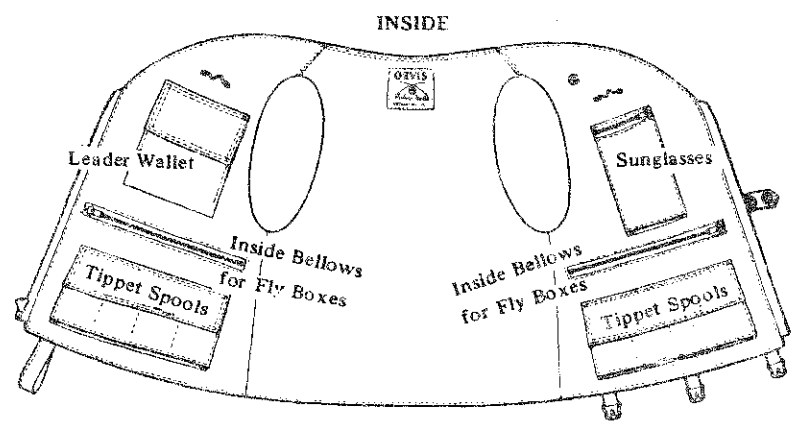 INSIDE
ORVIS
Leader Wallet
Sunglasses
Inside Bellows
for Fly Boxes
Inside Bellows
for Fly Boxes
Tippet Spools
Tippet Spools